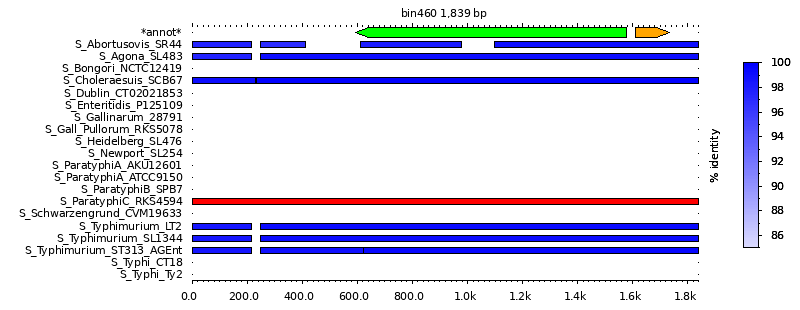 bin460 1,839 bp
*annot*
S_Abortusovis_SR44
S_Agona_SL483
S_Bongori_NCTC12419
S_Choleraesuis_SCB67
S_Dublin_CT02021853
S_Enteritidis_P125109
S_Gallinarum_28791
S_Gall_Pullorum_RKS5078
S_Heidelberg_SL476
S_Newport_SL254
S_ParatyphiA_AKU12601
S_ParatyphiA_ATCC9150
S_ParatyphiB_SPB7
S_ParatyphiC_RKS4594
S_Schwarzengrund_CVM19633
S_Typhimurium_LT2
S_Typhimurium_SL1344
S_Typhimurium_ST313_AGEnt
S_Typhi_CT18
S_Typhi_Ty2
0.0 200.0 400.0 600.0 800.0 1.0k 1.2k 1.4k 1.6k 1.8k
% identity
100
98
96
94
92
90
88
86